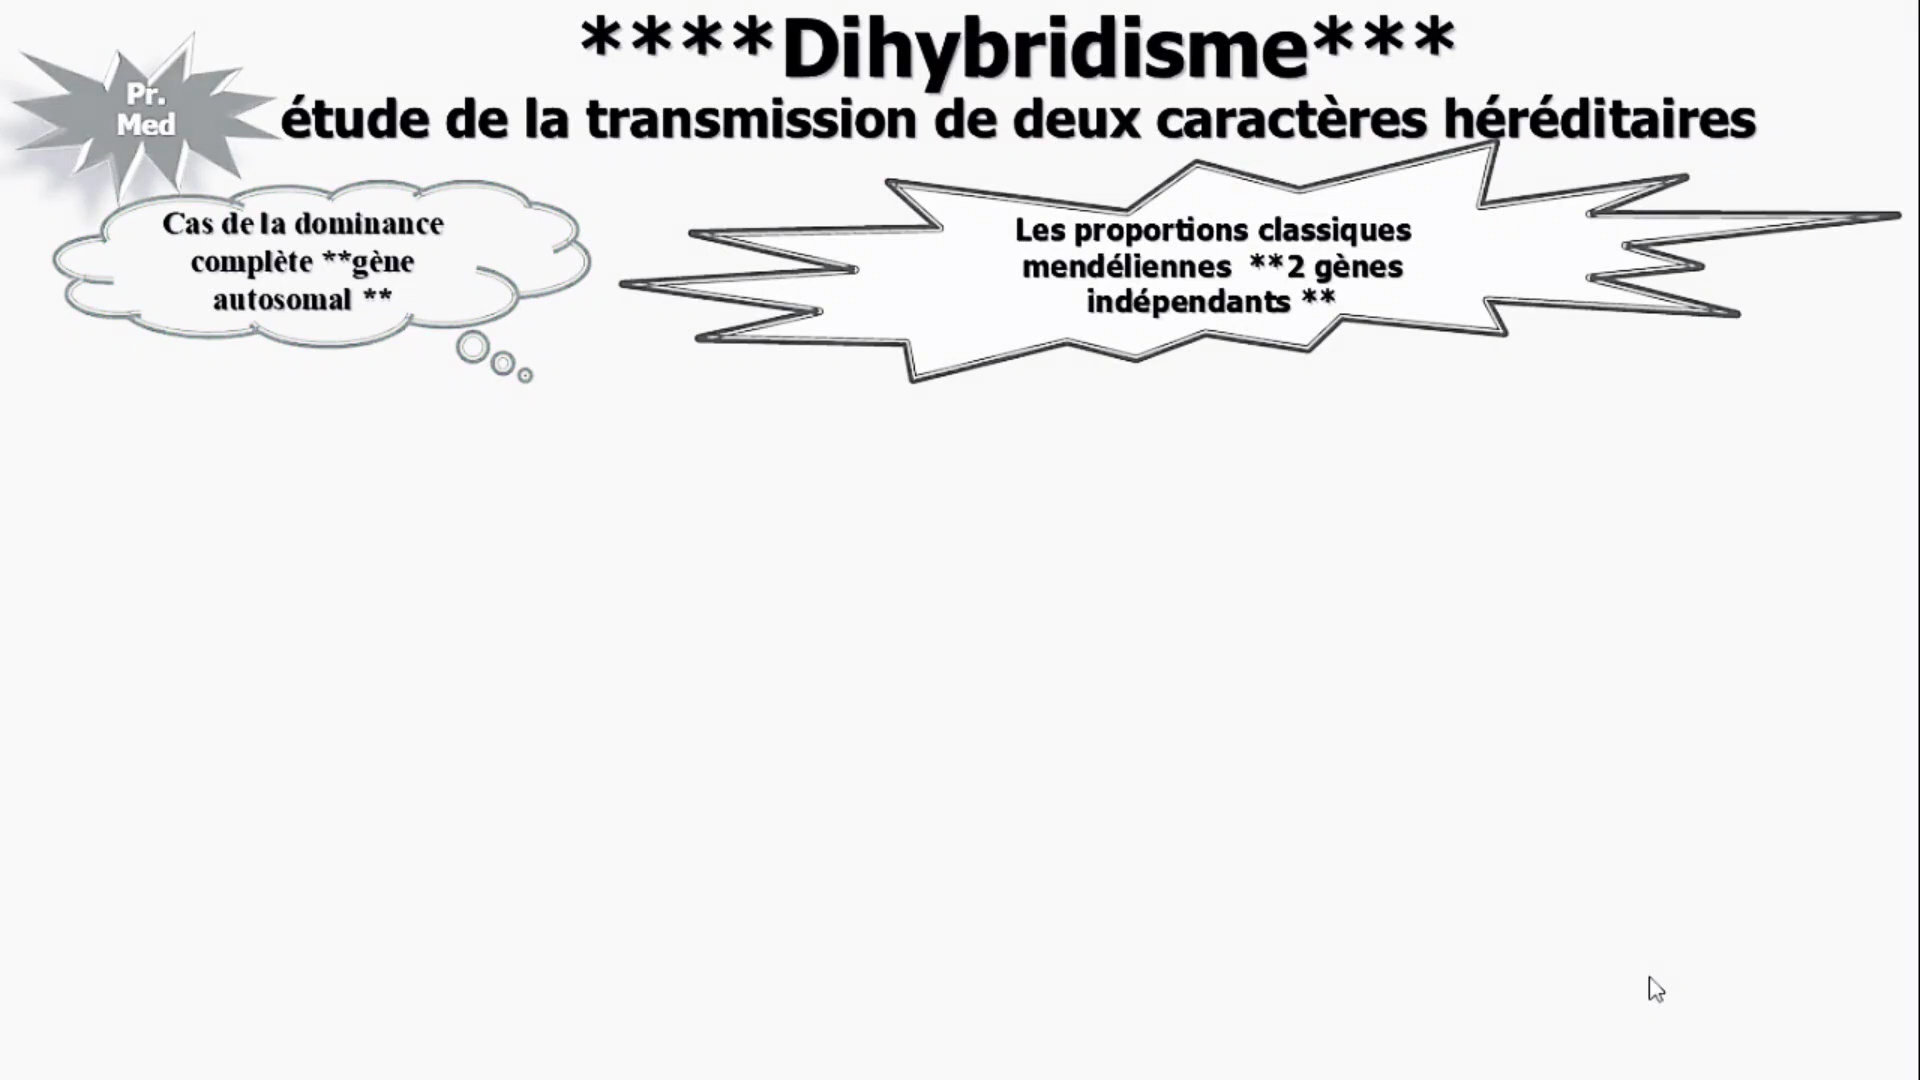 ****Dihybridisme***
étude de la transmission de deux caractères héréditaires
Pr.
Med
Cas de la dominance
complète **gène
autosomal **
Les proportions classiques
mendéliennes **2 gènes
indépendants **